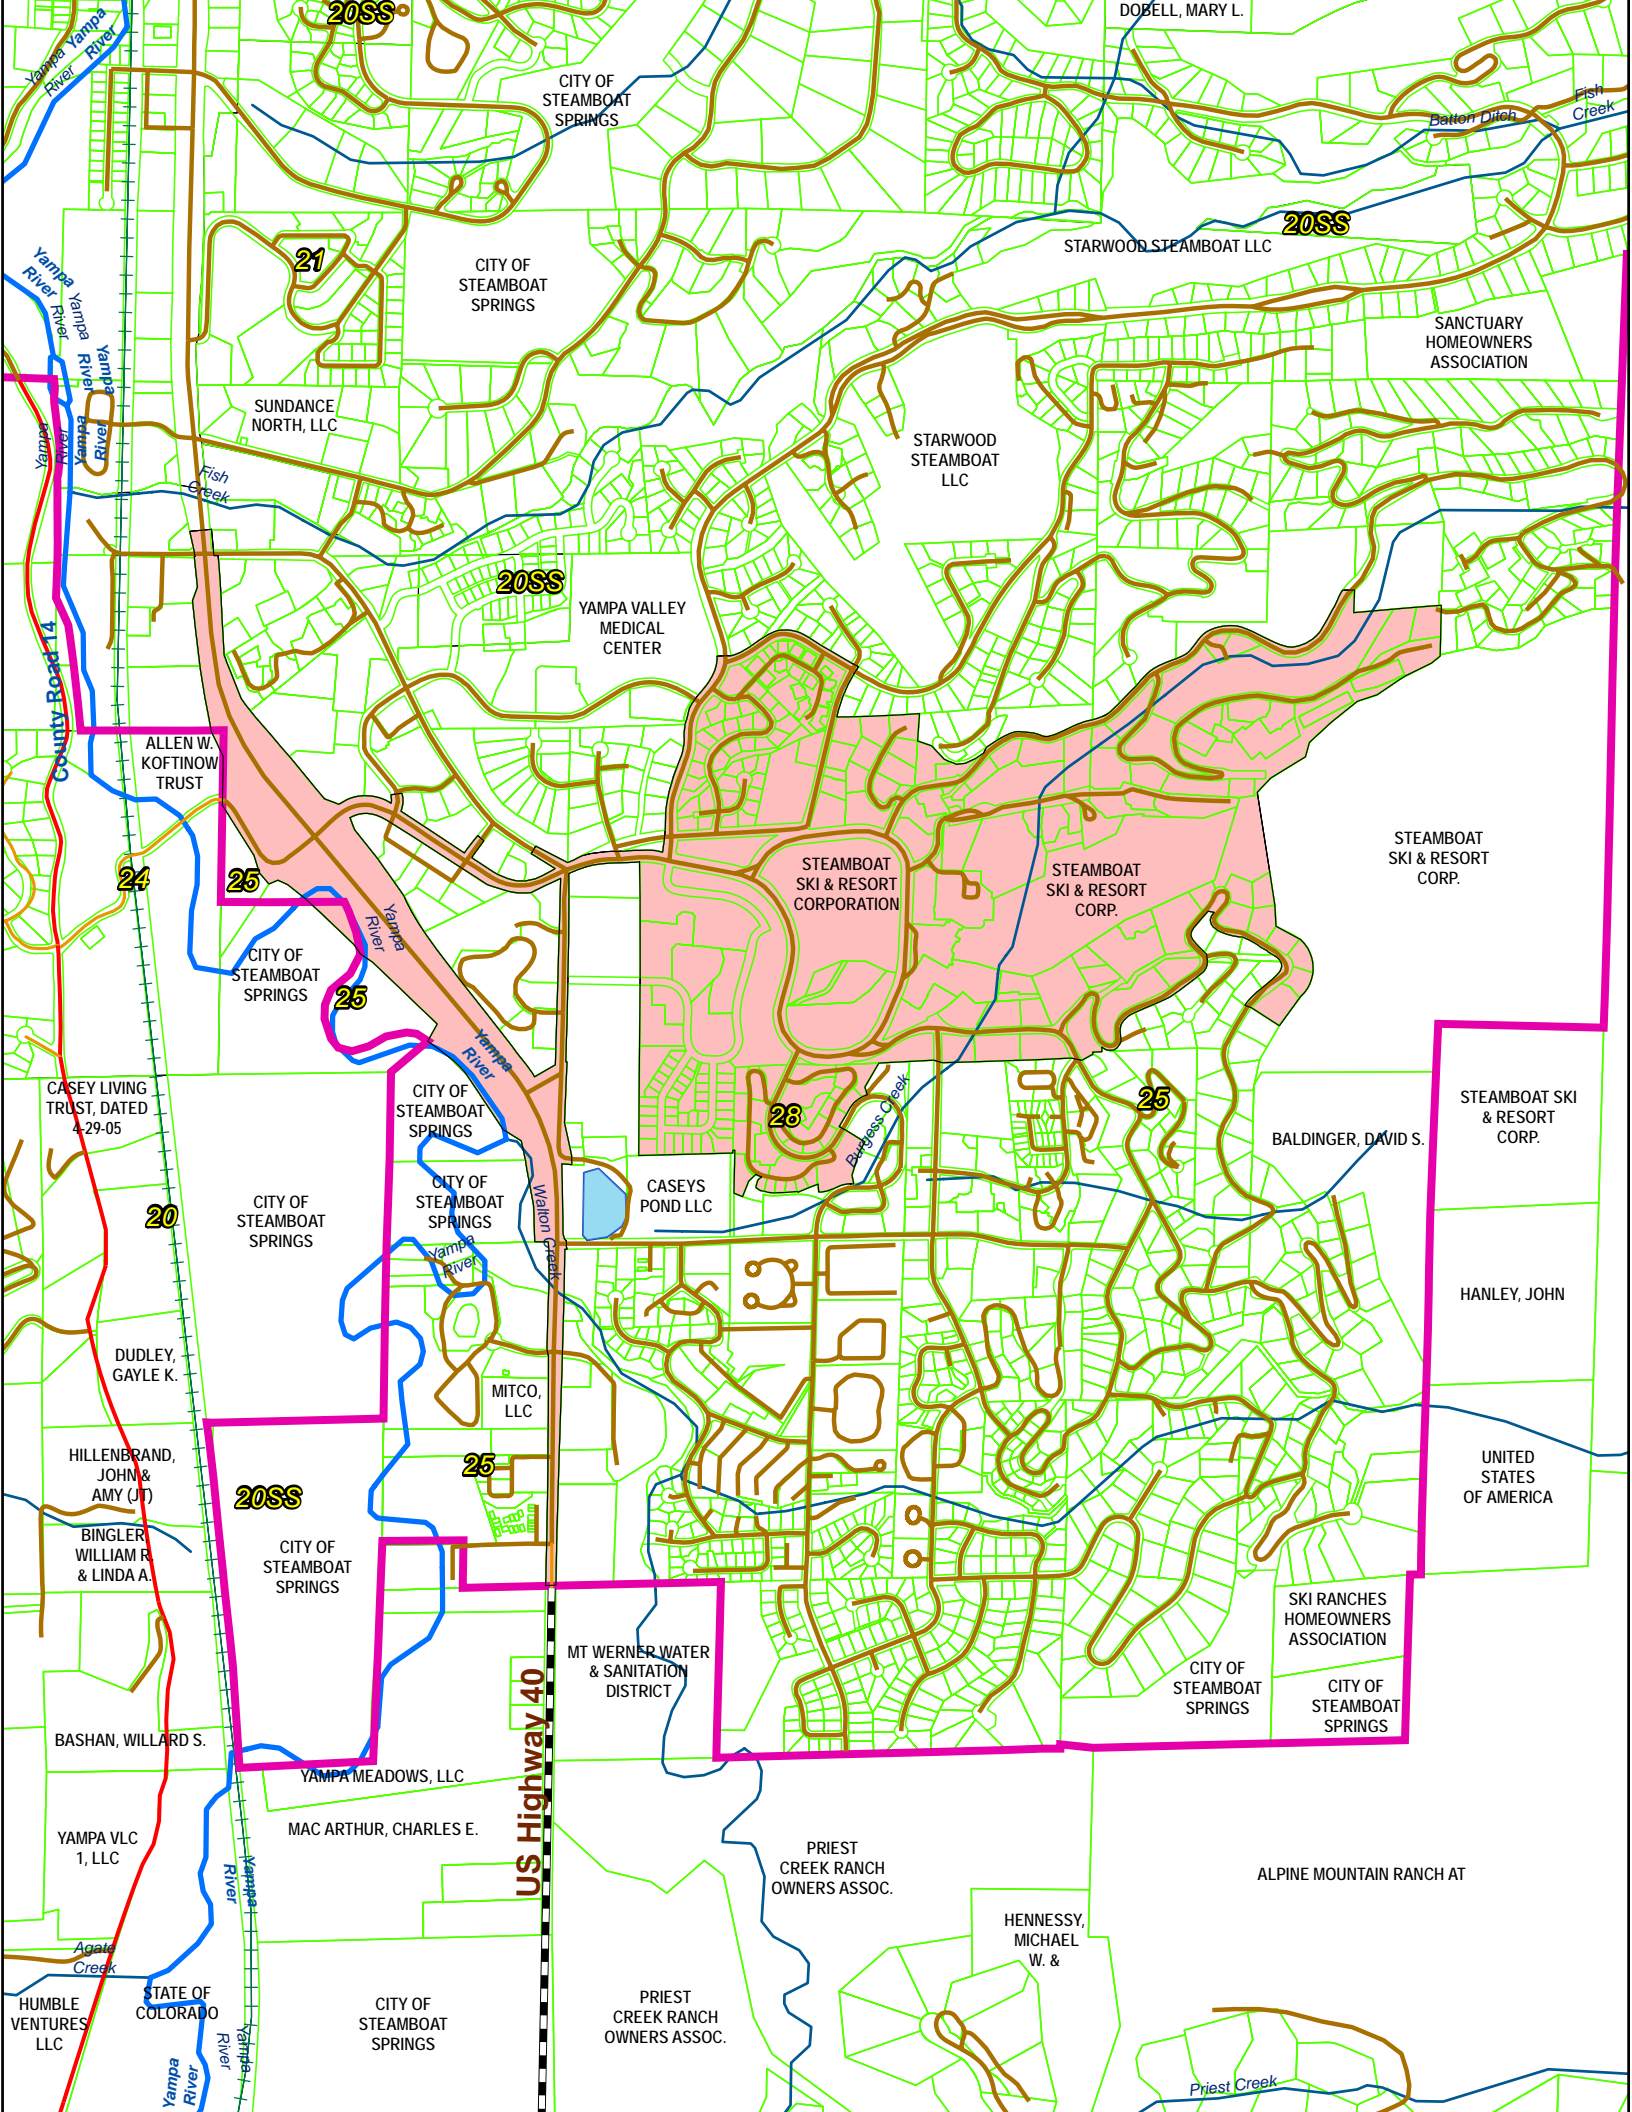 20SS
DOBELL, MARY L.
Yampa
River
Yampa
River
CITY OF
STEAMBOAT
SPRINGS
Fish
Creek
Batton Ditch
20SS
STARWOOD STEAMBOAT LLC
21
CITY OF
STEAMBOAT
SPRINGS
Yampa
River
Yampa
River
Yampa
River
SANCTUARY
HOMEOWNERS
ASSOCIATION
SUNDANCE
NORTH, LLC
Yampa
River
Yampa
River
STARWOOD
STEAMBOAT
LLC
Fish
Creek
20SS
YAMPA VALLEY
MEDICAL
CENTER
County Road 14
ALLEN W.
KOFTINOW
TRUST
24
25
STEAMBOAT
SKI & RESORT
CORPORATION
STEAMBOAT
SKI & RESORT
CORP.
STEAMBOAT
SKI & RESORT
CORP.
Yampa
River
CITY OF
STEAMBOAT
SPRINGS
25
Yampa
River
CASEY LIVING
TRUST, DATED
4-29-05
CITY OF
STEAMBOAT
SPRINGS
28
Burgess Creek
25
STEAMBOAT SKI
& RESORT
CORP.
BALDINGER, DAVID S.
20
CITY OF
STEAMBOAT
SPRINGS
CITY OF
STEAMBOAT
SPRINGS
Walton Creek
CASEYS
POND LLC
Yampa
River
HANLEY, JOHN
DUDLEY,
GAYLE K.
MITCO,
LLC
HILLENBRAND,
JOHN &
AMY (JT)
25
20SS
UNITED
STATES
OF AMERICA
BINGLER,
WILLIAM R.
& LINDA A.
CITY OF
STEAMBOAT
SPRINGS
SKI RANCHES
HOMEOWNERS
ASSOCIATION
MT WERNER WATER
& SANITATION
DISTRICT
CITY OF
STEAMBOAT
SPRINGS
CITY OF
STEAMBOAT
SPRINGS
US Highway 40
BASHAN, WILLARD S.
YAMPA MEADOWS, LLC
MAC ARTHUR, CHARLES E.
YAMPA VLC
1, LLC
PRIEST
CREEK RANCH
OWNERS ASSOC.
ALPINE MOUNTAIN RANCH AT
Yampa
River
HENNESSY,
MICHAEL
W. &
Agate
Creek
STATE OF
COLORADO
HUMBLE
VENTURES
LLC
CITY OF
STEAMBOAT
SPRINGS
PRIEST
CREEK RANCH
OWNERS ASSOC.
Yampa
River
Yampa
River
Priest Creek